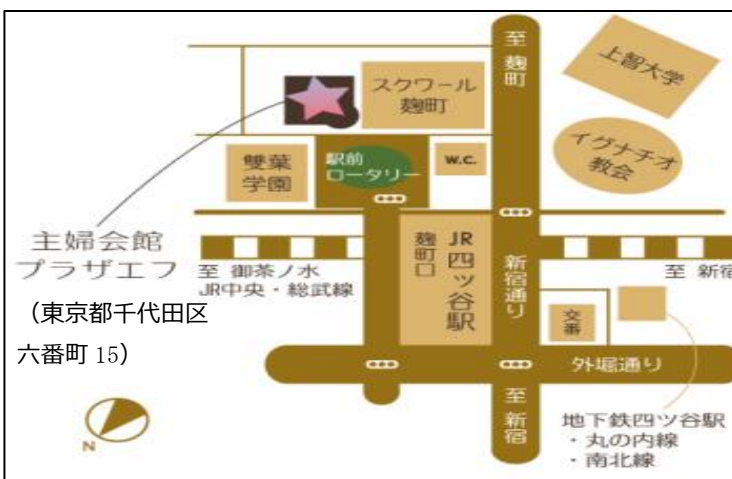 至 麹町
上智大学
スクワール
麹町
イグナチオ
教会
雙葉
学園
駅前
ロータリー
W.C.
主婦会館
プラザエフ
（東京都千代田区
六番町 15）
至 御茶ノ水
JR中央・総武線
麹町口
JR四ツ谷駅
新宿通り
至 新宿
交番
外堀通り
至 新宿
地下鉄四ツ谷駅
・丸の内線
・南北線
N